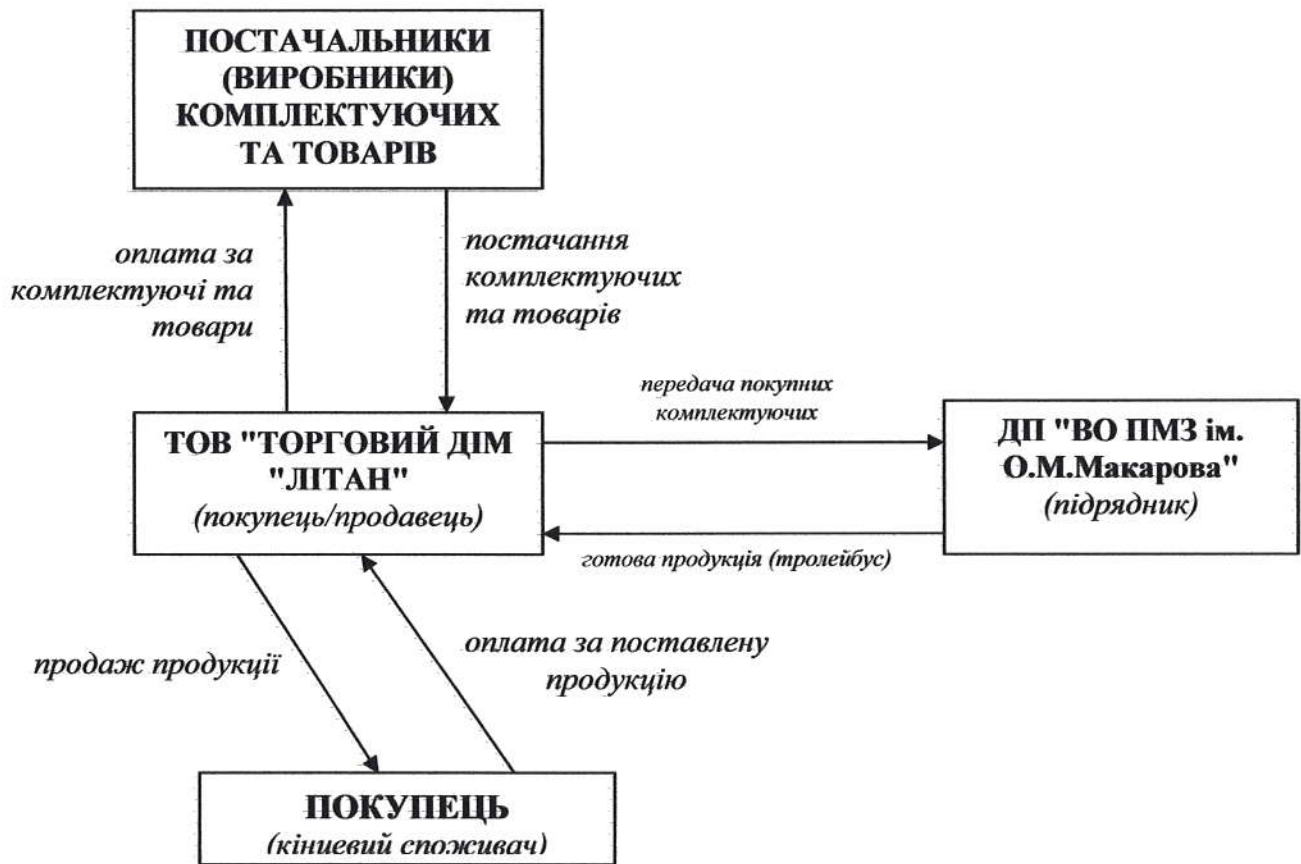 ПОСТАЧАЛЬНИКИ
(ВИРОБНИКИ)
КОМПЛЕКТУЮЧИХ
ТА ТОВАРІВ
оплата за
комплектуючі та
товари
постачання
комплектуючих
та товарів
передача покупних
комплектуючих
ТОВ "ТОРГОВИЙ ДІМ
"ЛІТАН"
(покупець/продавець)
ДП "ВО ПМЗ ім.
О.М.Макарова"
(підрядник)
готова продукція (тролейбус)
продаж продукції
оплата за поставлену
продукцію
ПОКУПЕЦЬ
(кінцевий споживач)